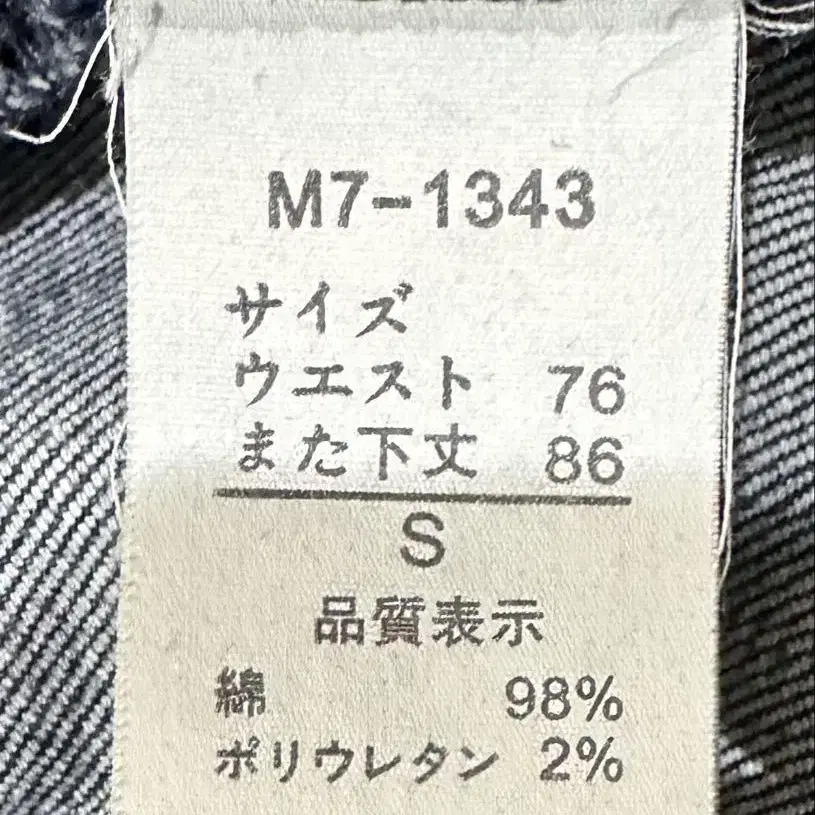 M7-1343
サイズ
ウエスト 76
また下丈 86
S
品質表示
綿 98%
ポリウレタン 2%